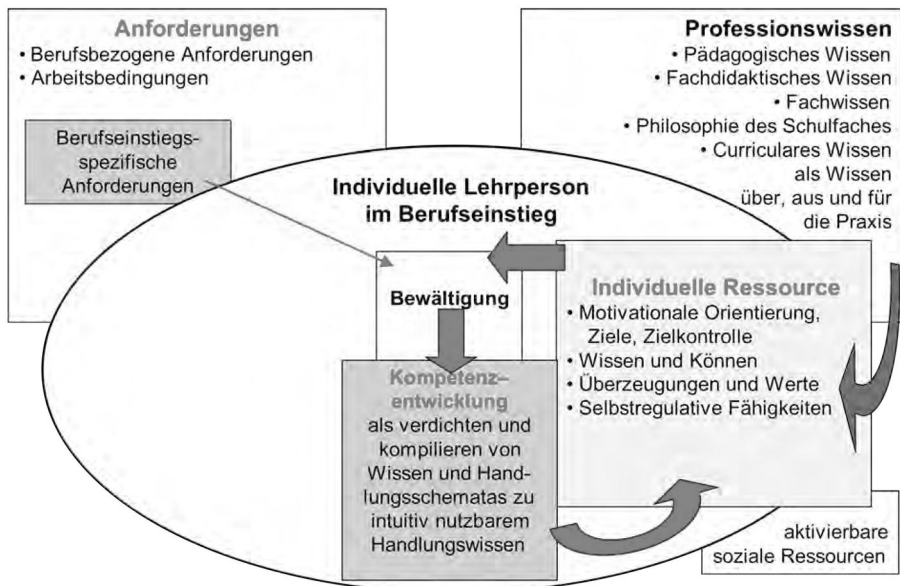 Anforderungen
• Berufsbezogene Anforderungen
• Arbeitsbedingungen
Berufseinstiegs-
spezifische
Anforderungen
Professionswissen
• Pädagogisches Wissen
• Fachdidaktisches Wissen
• Fachwissen
• Philosophie des Schulfaches
• Curriculares Wissen
als Wissen
über, aus und für
die Praxis
Individuelle Lehrperson
im Berufseinstieg
Bewältigung
Individuelle Ressource
• Motivationale Orientierung,
Ziele, Zielkontrolle
• Wissen und Können
• Überzeugungen und Werte
• Selbstregulative Fähigkeiten
Kompetenz–
entwicklung
als verdichten und
kompilieren von
Wissen und Hand-
lungsschematas zu
intuitiv nutzbarem
Handlungswissen
aktivierbare
soziale Ressourcen